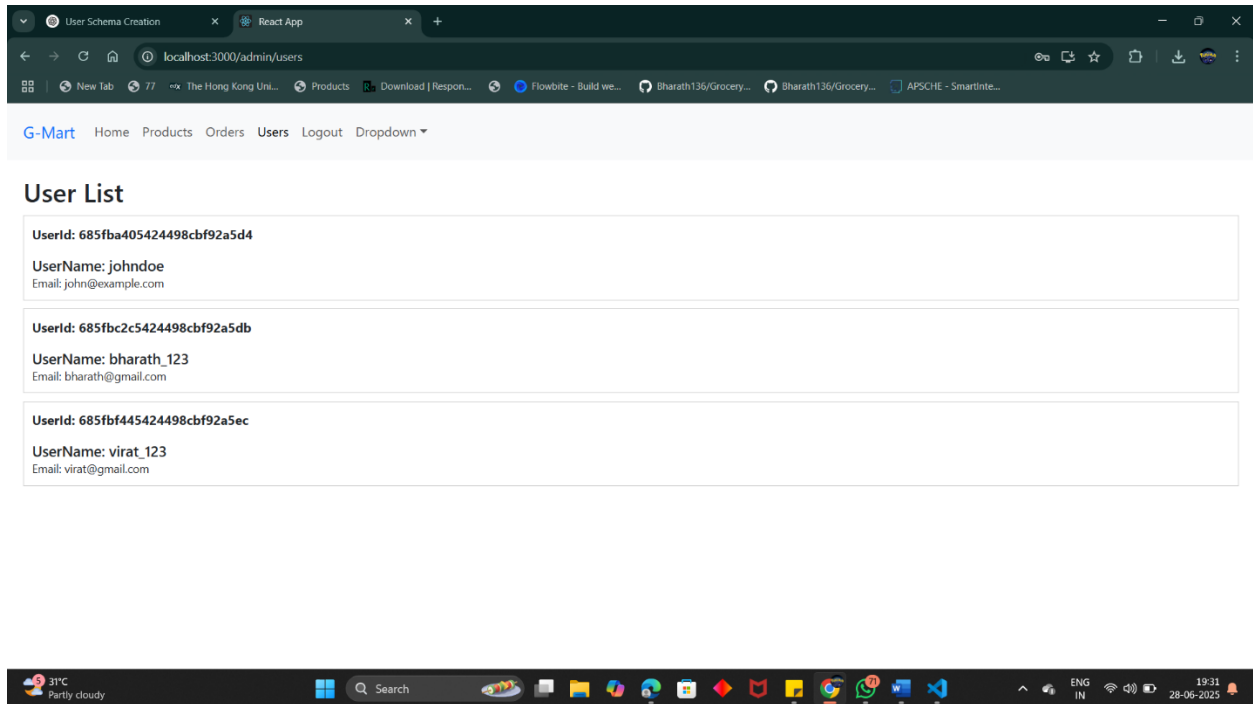 User Schema Creation
React App
localhost:3000/admin/users
New Tab 77 The Hong Kong Uni... Products Download | Respon... Flowbite - Build we... Bharath136/Grocery... Bharath136/Grocery... APSCHE - SmartInte...
G-Mart Home Products Orders Users Logout Dropdown
User List
UserId: 685fba405424498cbf92a5d4
UserName: johndoe
Email: john@example.com
UserId: 685fbc2c5424498cbf92a5db
UserName: bharath_123
Email: bharath@gmail.com
UserId: 685fbf445424498cbf92a5ec
UserName: virat_123
Email: virat@gmail.com
5 31°C
Partly cloudy
Search
71
ENG
IN
19:31
28-06-2025